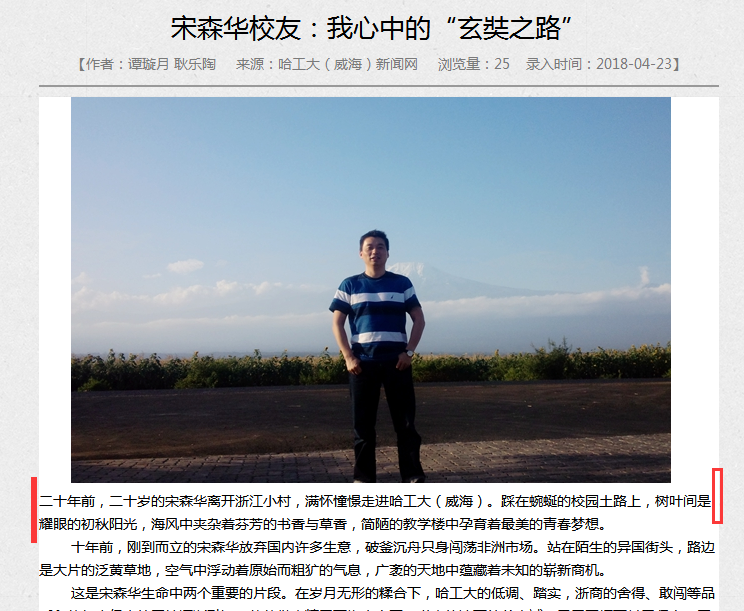 宋森华校友：我心中的“玄奘之路”
【作者：谭璇月 耿乐陶 来源：哈工大（威海）新闻网 浏览量：25 录入时间：2018-04-23】
二十年前，二十岁的宋森华离开浙江小村，满怀憧憬走进哈工大（威海）。踩在蜿蜒的校园土路上，树叶间是
耀眼的初秋阳光，海风中夹杂着芬芳的书香与草香，简陋的教学楼中孕育着最美的青春梦想。
十年前，刚到而立的宋森华放弃国内许多生意，破釜沉舟只身闯荡非洲市场。站在陌生的异国街头，路边
是大片的泛黄草地，空气中浮动着原始而粗犷的气息，广袤的天地中蕴藏着未知的崭新商机。
这是宋森华生命中两个重要的片段。在岁月无形的糅合下，哈工大的低调、踏实，浙商的舍得、敢闯等品